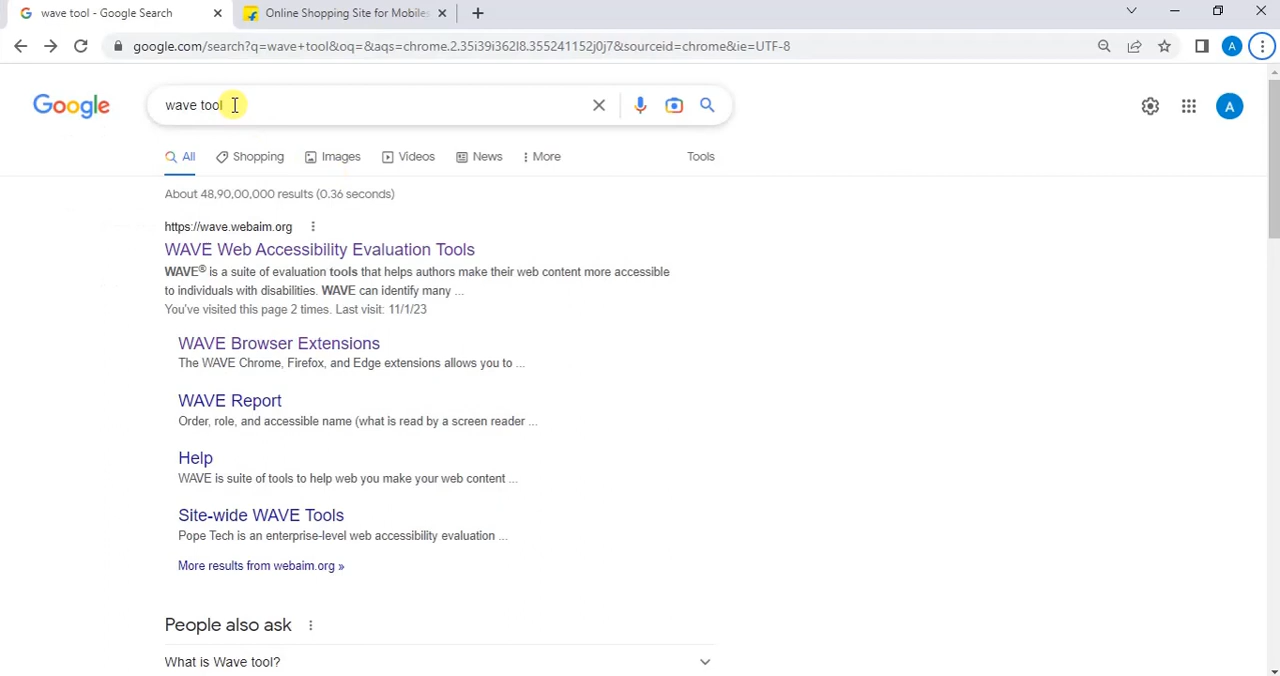 wave tool - Google Search
Online Shopping Site for Mobiles
google.com/search?q=wave+tool&oq=&aqs=chrome.2.35i39i362l8.355241152j0j7&sourceid=chrome&ie=UTF-8
A
Google
wave tool
A
All
Shopping
Images
Videos
News
More
Tools
About 48,90,00,000 results (0.36 seconds)
https://wave.webaim.org
WAVE Web Accessibility Evaluation Tools
WAVE® is a suite of evaluation tools that helps authors make their web content more accessible
to individuals with disabilities. WAVE can identify many ...
You've visited this page 2 times. Last visit: 11/1/23
WAVE Browser Extensions
The WAVE Chrome, Firefox, and Edge extensions allows you to ...
WAVE Report
Order, role, and accessible name (what is read by a screen reader ...
Help
WAVE is suite of tools to help web you make your web content ...
Site-wide WAVE Tools
Pope Tech is an enterprise-level web accessibility evaluation ...
More results from webaim.org »
People also ask
What is Wave tool?